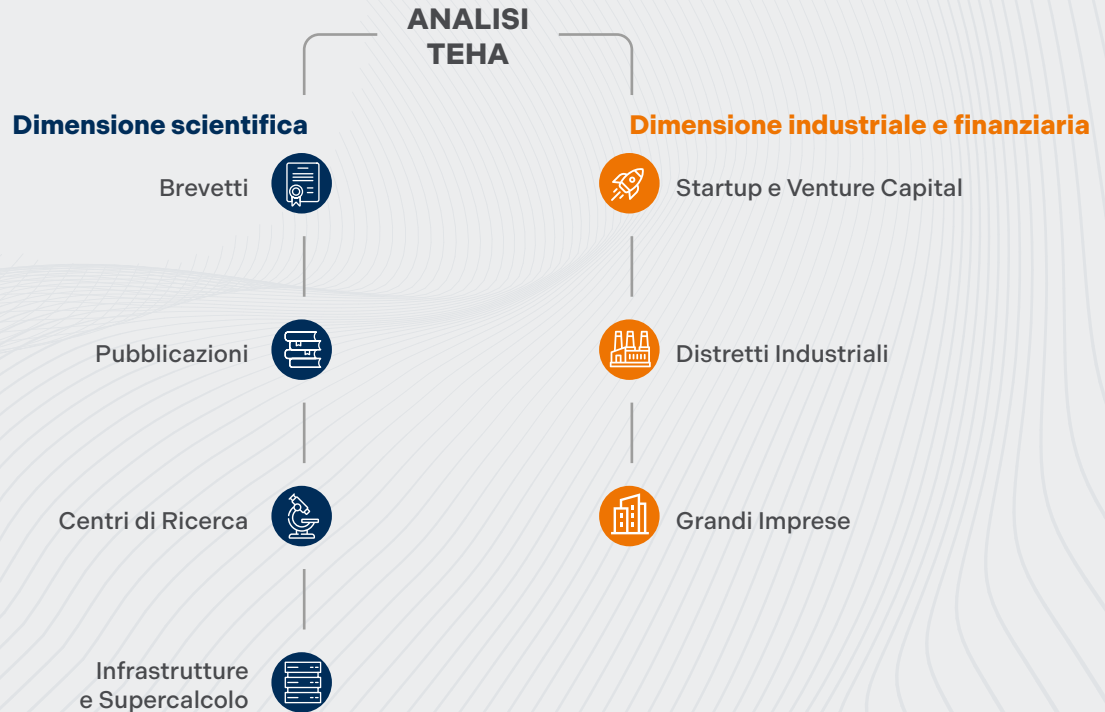 ANALISI
TEHA
Dimensione scientifica
Brevetti
Pubblicazioni
Centri di Ricerca
Infrastrutture
e Supercalcolo
Dimensione industriale e finanziaria
Startup e Venture Capital
Distretti Industriali
Grandi Imprese